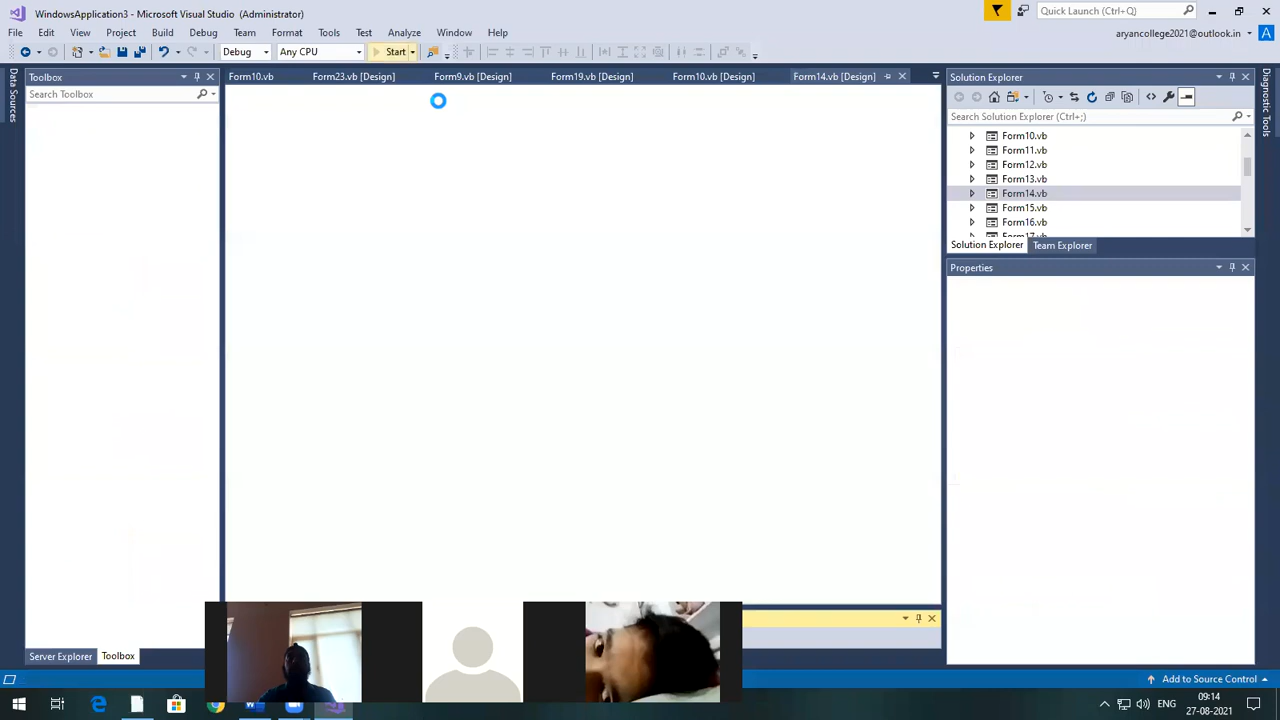 WindowsApplication3 - Microsoft Visual Studio (Administrator)
Quick Launch (Ctrl+Q)
File Edit View Project Build Debug Team Format Tools Test Analyze Window Help
aryancollege2021@outlook.in
A
Debug Any CPU Start
Data Sources
Toolbox
Search Toolbox
Form10.vb Form23.vb [Design] Form9.vb [Design] Form19.vb [Design] Form10.vb [Design] Form14.vb [Design]
Solution Explorer
Search Solution Explorer (Ctrl+;)
Form10.vb
Form11.vb
Form12.vb
Form13.vb
Form14.vb
Form15.vb
Form16.vb
Form17.vb
Solution Explorer Team Explorer
Properties
Diagnostic Tools
Server Explorer Toolbox
Add to Source Control
ENG
09:14
27-08-2021